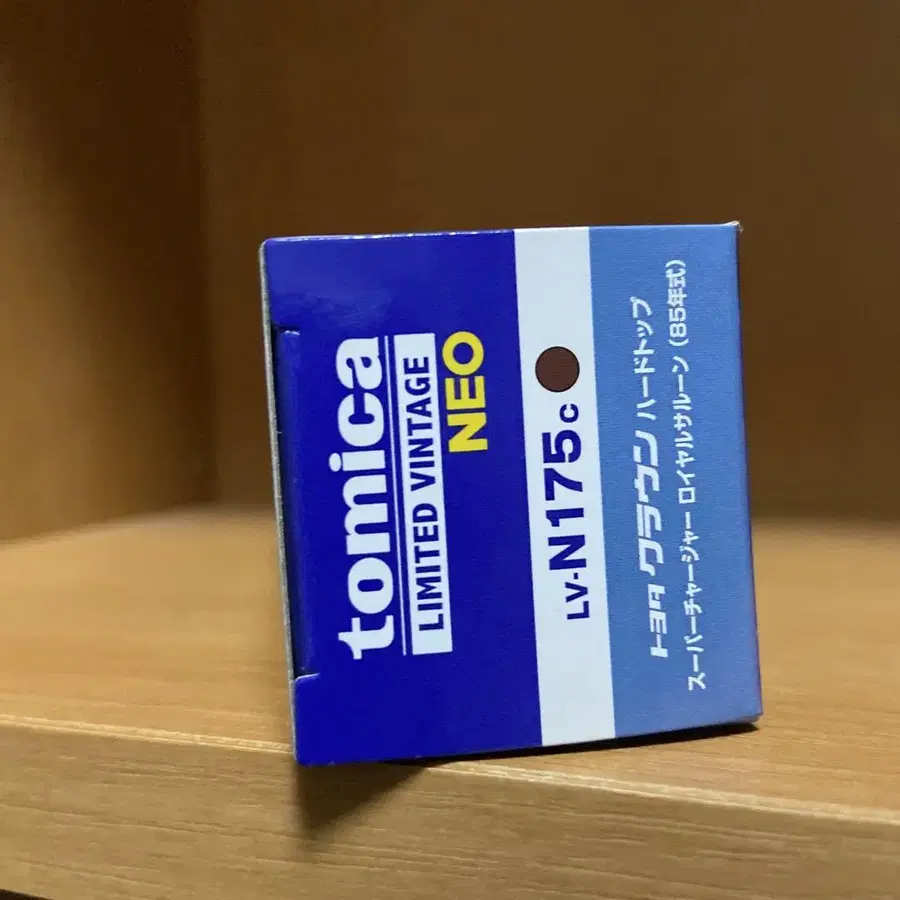 tomica
LIMITED VINTAGE
NEO
LV-N175c
トヨタ クラウン ハードトップ
スーパーチャージャー ロイヤルサルーン (85年式)